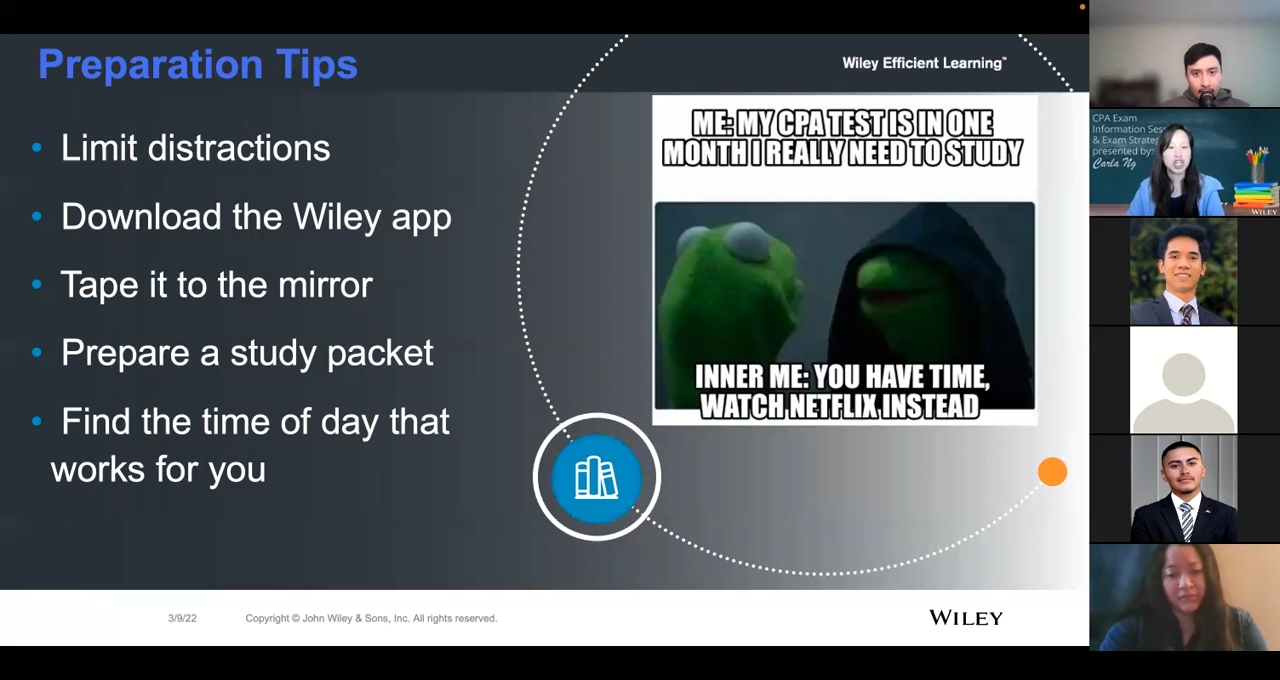 Preparation Tips
Wiley Efficient Learning™
• Limit distractions
• Download the Wiley app
• Tape it to the mirror
• Prepare a study packet
• Find the time of day that
works for you
ME: MY CPA TEST IS IN ONE
MONTH I REALLY NEED TO STUDY
INNER ME: YOU HAVE TIME,
WATCH NETFLIX INSTEAD
3/9/22
Copyright © John Wiley & Sons, Inc. All rights reserved.
WILEY
CPA Exam
Information
& Exam
presented by:
Carla Ng
WILEY